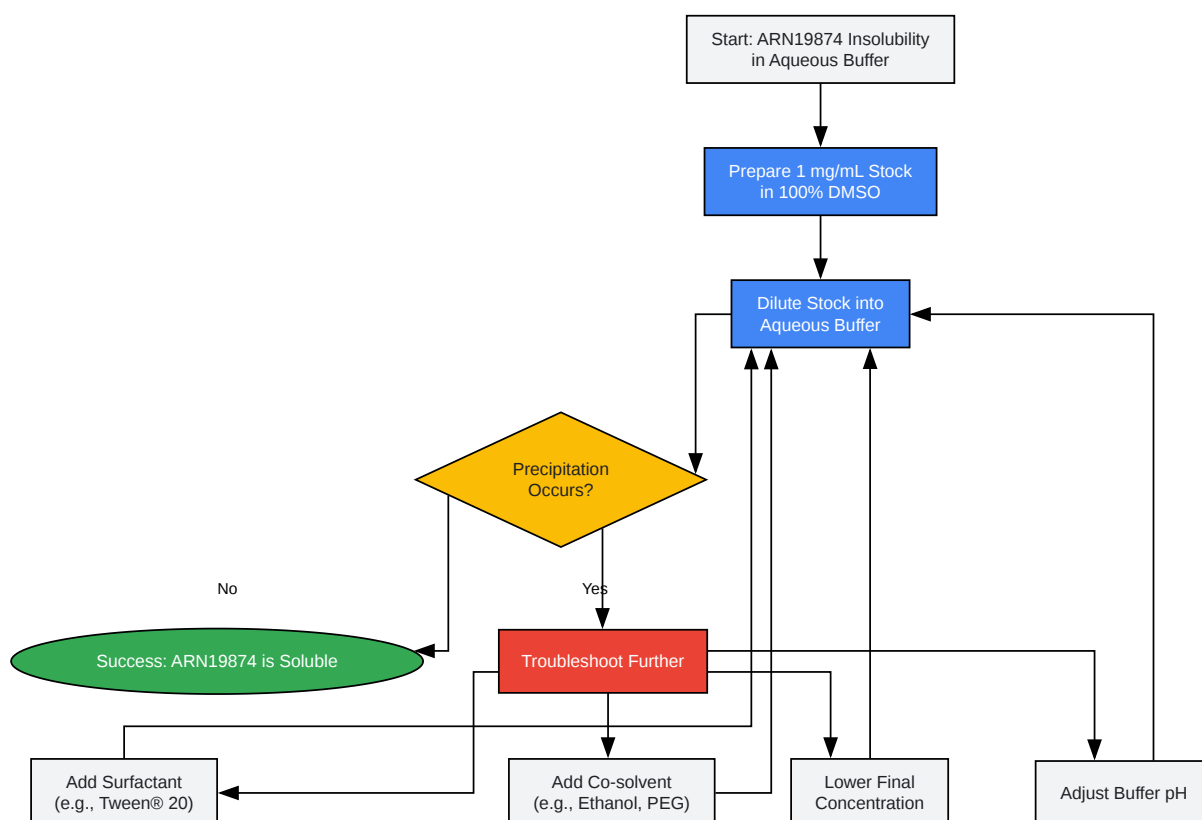 Start: ARN19874 Insolubility
in Aqueous Buffer
Prepare 1 mg/mL Stock
in 100% DMSO
Dilute Stock into
Aqueous Buffer
Precipitation
Occurs?
No
Yes
Success: ARN19874 is Soluble
Troubleshoot Further
Add Surfactant
(e.g., Tween® 20)
Add Co-solvent
(e.g., Ethanol, PEG)
Lower Final
Concentration
Adjust Buffer pH